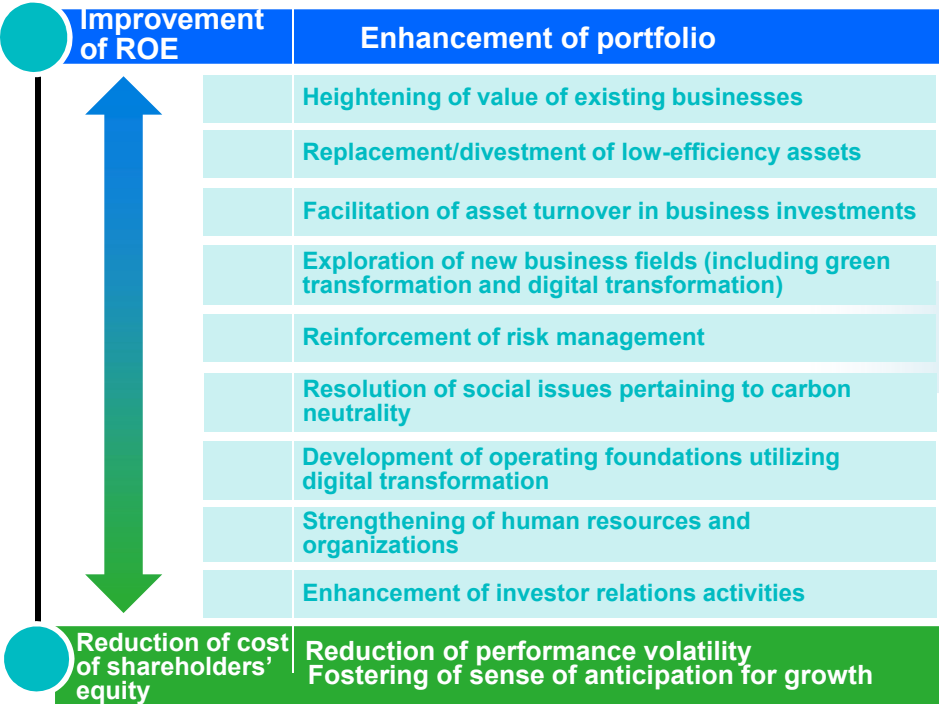 Improvement
of ROE
Enhancement of portfolio
Heightening of value of existing businesses
Replacement/divestment of low-efficiency assets
Facilitation of asset turnover in business investments
Exploration of new business fields (including green
transformation and digital transformation)
Reinforcement of risk management
Resolution of social issues pertaining to carbon
neutrality
Development of operating foundations utilizing
digital transformation
Strengthening of human resources and
organizations
Enhancement of investor relations activities
Reduction of cost
of shareholders’
equity
Reduction of performance volatility
Fostering of sense of anticipation for growth